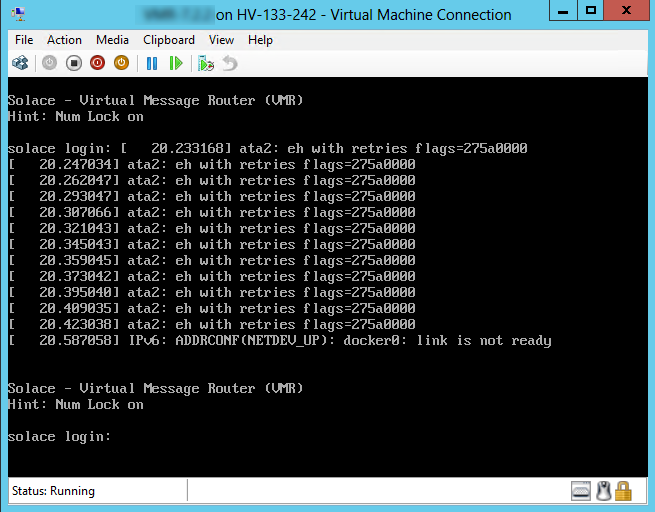 on HV-133-242 - Virtual Machine Connection
File Action Media Clipboard View Help
Solace - Virtual Message Router (VMR)
Hint: Num Lock on
solace login: [   20.233168] ata2: eh with retries flags=275a0000
[   20.247034] ata2: eh with retries flags=275a0000
[   20.262047] ata2: eh with retries flags=275a0000
[   20.293047] ata2: eh with retries flags=275a0000
[   20.307066] ata2: eh with retries flags=275a0000
[   20.321043] ata2: eh with retries flags=275a0000
[   20.345043] ata2: eh with retries flags=275a0000
[   20.359045] ata2: eh with retries flags=275a0000
[   20.373042] ata2: eh with retries flags=275a0000
[   20.395040] ata2: eh with retries flags=275a0000
[   20.409035] ata2: eh with retries flags=275a0000
[   20.423038] ata2: eh with retries flags=275a0000
[   20.587058] IPv6: ADDRCONF(NETDEV_UP): docker0: link is not ready
Solace - Virtual Message Router (VMR)
Hint: Num Lock on
solace login:
Status: Running